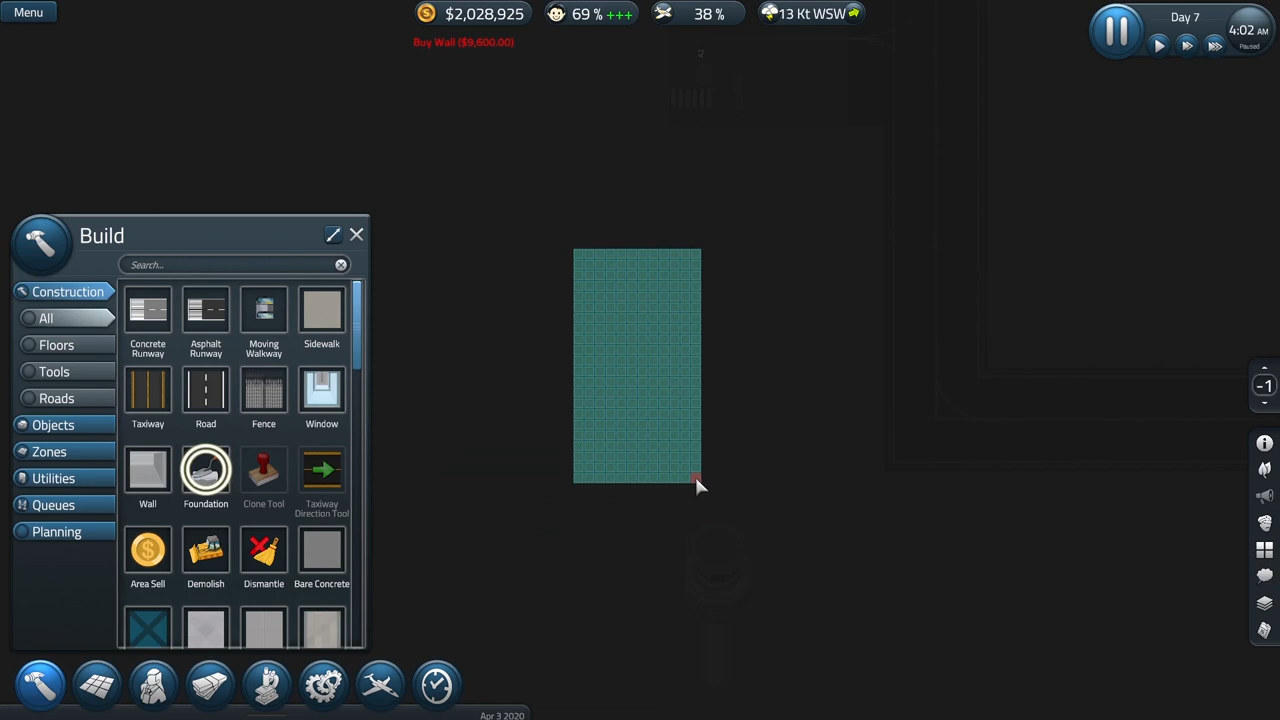 Menu
$2,028,925
69 % +++
38 %
13 Kt WSW
Day 7
4:02 AM
Paused
Buy Wall ($9,600.00)
Build
Search...
Construction
All
Floors
Tools
Roads
Objects
Zones
Utilities
Queues
Planning
Concrete Runway
Asphalt Runway
Moving Walkway
Sidewalk
Taxiway
Road
Fence
Window
Wall
Foundation
Clone Tool
Taxiway Direction Tool
Area Sell
Demolish
Dismantle
Bare Concrete
-1
Apr 3 2020